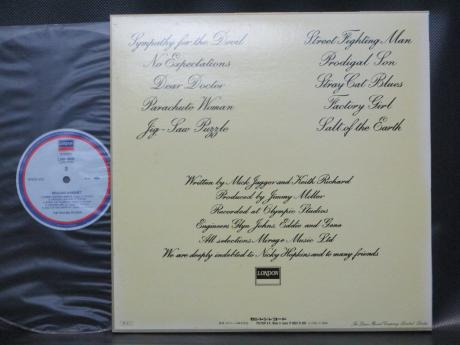 Sympathy for the Devil
No Expectations
Dear Doctor
Parachute Woman
Jig-Saw Puzzle
Street Fighting Man
Prodigal Son
Stray Cat Blues
Factory Girl
Salt of the Earth
Written by Mick Jagger and Keith Richard
Produced by Jimmy Miller
Recorded at Olympic Studios
Engineers Glyn Johns, Eddie and Gene
All selections Mirage Music Ltd
We are deeply indebted to Nicky Hopkins and to many friends
LONDON
LONDON